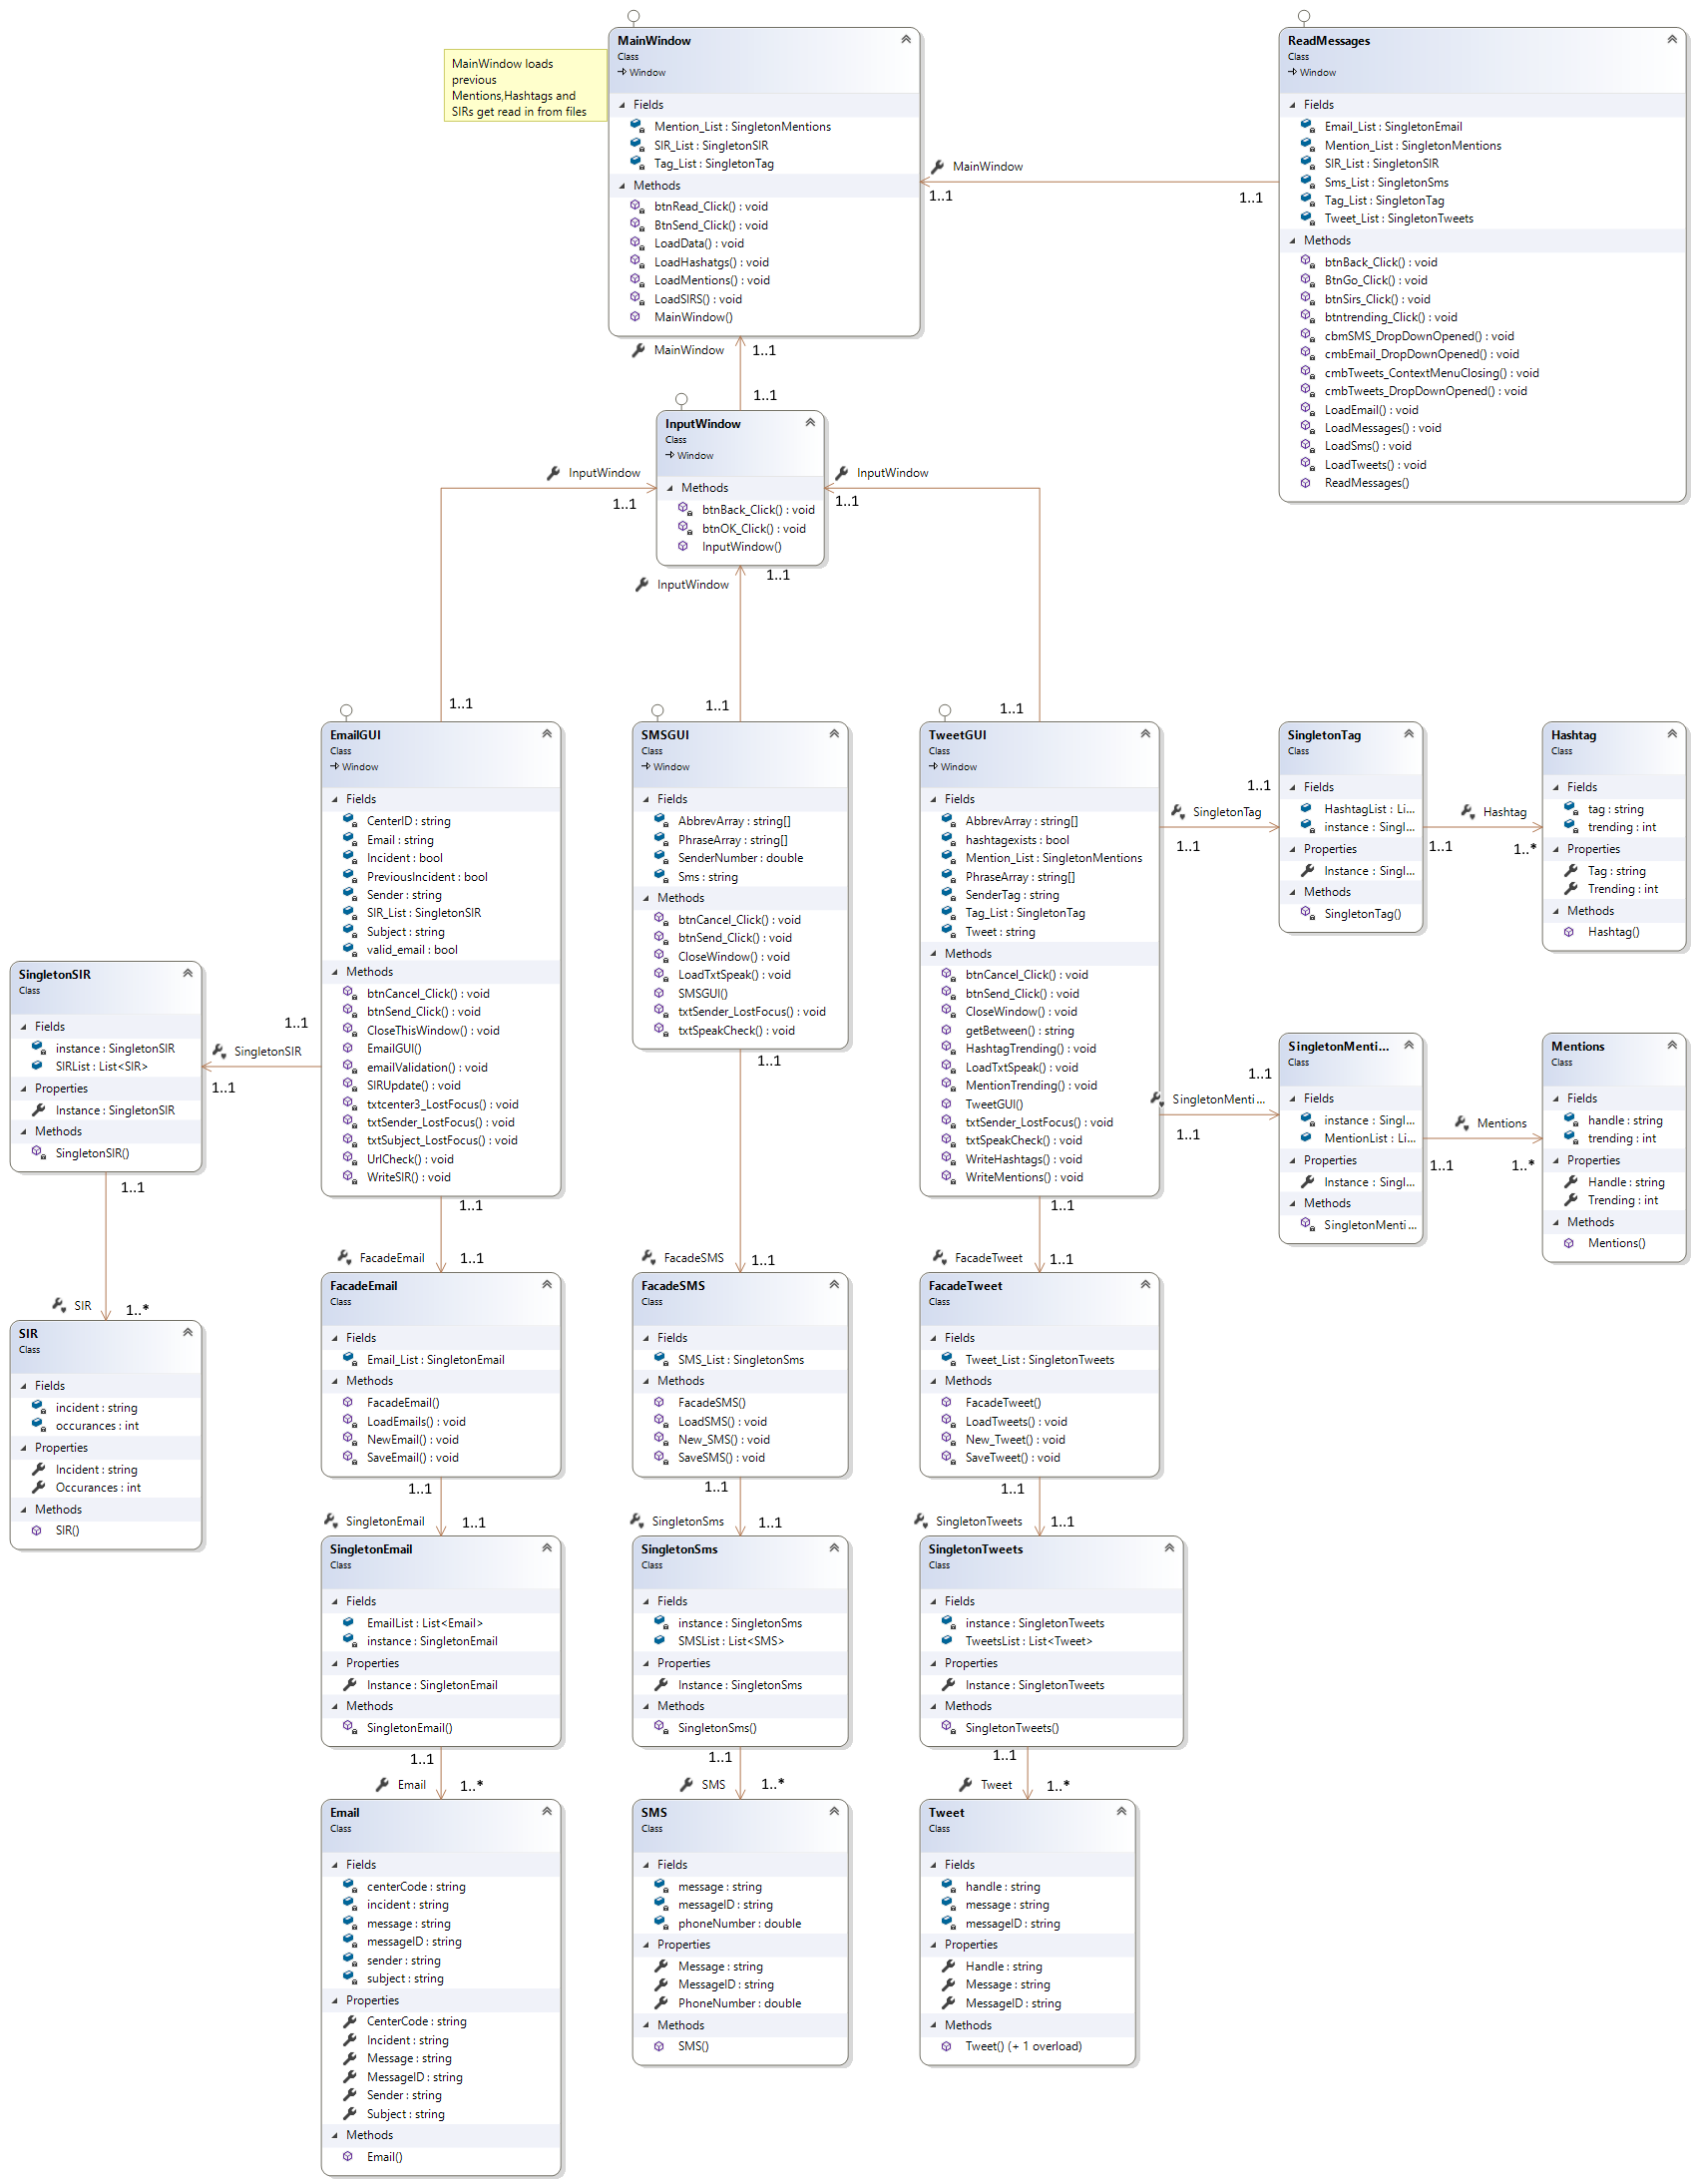 MainWindow
Class
Window
Fields
Mention_List : SingletonMentions
SIR_List : SingletonSIR
Tag_List : SingletonTag
Methods
btnRead_Click() : void
BtnSend_Click() : void
LoadData() : void
LoadHashatgs() : void
LoadMentions() : void
LoadSIRS() : void
MainWindow()
MainWindow loads
previous
Mentions,Hashtags and
SIRs get read in from files
ReadMessages
Class
Window
Fields
Email_List : SingletonEmail
Mention_List : SingletonMentions
SIR_List : SingletonSIR
Sms_List : SingletonSms
Tag_List : SingletonTag
Tweet_List : SingletonTweets
Methods
btnBack_Click() : void
BtnGo_Click() : void
btnSirs_Click() : void
btntrending_Click() : void
cbmSMS_DropDownOpened() : void
cmbEmail_DropDownOpened() : void
cmbTweets_ContextMenuClosing() : void
cmbTweets_DropDownOpened() : void
LoadEmail() : void
LoadMessages() : void
LoadSms() : void
LoadTweets() : void
ReadMessages()
MainWindow
1..1
1..1
MainWindow
1..1
1..1
InputWindow
Class
Window
Methods
btnBack_Click() : void
btnOK_Click() : void
InputWindow()
InputWindow
1..1
InputWindow
1..1
InputWindow
1..1
1..1
1..1
1..1
EmailGUI
Class
Window
Fields
CenterID : string
Email : string
Incident : bool
PreviousIncident : bool
Sender : string
SIR_List : SingletonSIR
Subject : string
valid_email : bool
Methods
btnCancel_Click() : void
btnSend_Click() : void
CloseThisWindow() : void
EmailGUI()
emailValidation() : void
SIRUpdate() : void
txtcenter3_LostFocus() : void
txtSender_LostFocus() : void
txtSubject_LostFocus() : void
UrlCheck() : void
WriteSIR() : void
SMSGUI
Class
Window
Fields
AbbrevArray : string[]
PhraseArray : string[]
SenderNumber : double
Sms : string
Methods
btnCancel_Click() : void
btnSend_Click() : void
CloseWindow() : void
LoadTxtSpeak() : void
SMSGUI()
txtSender_LostFocus() : void
txtSpeakCheck() : void
TweetGUI
Class
Window
Fields
AbbrevArray : string[]
hashtagexists : bool
Mention_List : SingletonMentions
PhraseArray : string[]
SenderTag : string
Tag_List : SingletonTag
Tweet : string
Methods
btnCancel_Click() : void
btnSend_Click() : void
CloseWindow() : void
getBetween() : string
HashtagTrending() : void
LoadTxtSpeak() : void
MentionTrending() : void
TweetGUI()
txtSender_LostFocus() : void
txtSpeakCheck() : void
WriteHashtags() : void
WriteMentions() : void
1..1
SingletonTag
1..1
SingletonTag
Class
Fields
HashtagList : Li...
instance : Singl...
Properties
Instance : Singl...
Methods
SingletonTag()
Hashtag
1..1
1..*
Hashtag
Class
Fields
tag : string
trending : int
Properties
Tag : string
Trending : int
Methods
Hashtag()
1..1
SingletonMenti...
1..1
SingletonMenti...
Class
Fields
instance : Singl...
MentionList : Li...
Properties
Instance : Singl...
Methods
SingletonMenti...
Mentions
1..1
1..*
Mentions
Class
Fields
handle : string
trending : int
Properties
Handle : string
Trending : int
Methods
Mentions()
SingletonSIR
Class
Fields
instance : SingletonSIR
SIRList : List<SIR>
Properties
Instance : SingletonSIR
Methods
SingletonSIR()
1..1
SingletonSIR
1..1
1..1
SIR
1..*
SIR
Class
Fields
incident : string
occurances : int
Properties
Incident : string
Occurances : int
Methods
SIR()
1..1
FacadeEmail
1..1
FacadeEmail
Class
Fields
Email_List : SingletonEmail
Methods
FacadeEmail()
LoadEmails() : void
NewEmail() : void
SaveEmail() : void
1..1
FacadeSMS
1..1
FacadeSMS
Class
Fields
SMS_List : SingletonSms
Methods
FacadeSMS()
LoadSMS() : void
New_SMS() : void
SaveSMS() : void
1..1
FacadeTweet
1..1
FacadeTweet
Class
Fields
Tweet_List : SingletonTweets
Methods
FacadeTweet()
LoadTweets() : void
New_Tweet() : void
SaveTweet() : void
1..1
SingletonEmail
1..1
SingletonEmail
Class
Fields
EmailList : List<Email>
instance : SingletonEmail
Properties
Instance : SingletonEmail
Methods
SingletonEmail()
1..1
SingletonSms
1..1
SingletonSms
Class
Fields
instance : SingletonSms
SMSList : List<SMS>
Properties
Instance : SingletonSms
Methods
SingletonSms()
1..1
SingletonTweets
1..1
SingletonTweets
Class
Fields
instance : SingletonTweets
TweetsList : List<Tweet>
Properties
Instance : SingletonTweets
Methods
SingletonTweets()
1..1
Email
1..*
Email
Class
Fields
centerCode : string
incident : string
message : string
messageID : string
sender : string
subject : string
Properties
CenterCode : string
Incident : string
Message : string
MessageID : string
Sender : string
Subject : string
Methods
Email()
1..1
SMS
1..*
SMS
Class
Fields
message : string
messageID : string
phoneNumber : double
Properties
Message : string
MessageID : string
PhoneNumber : double
Methods
SMS()
1..1
Tweet
1..*
Tweet
Class
Fields
handle : string
message : string
messageID : string
Properties
Handle : string
Message : string
MessageID : string
Methods
Tweet() (+ 1 overload)